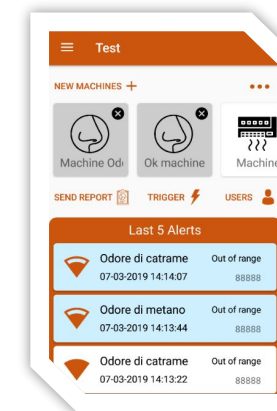 Test
NEW MACHINES +
Machine Odo Ok machine Machine
SEND REPORT TRIGGER USERS
Last 5 Alerts
Odore di catrame Out of range
07-03-2019 14:14:07 88888
Odore di metano Out of range
07-03-2019 14:13:44 88888
Odore di catrame Out of range
07-03-2019 14:13:22 88888